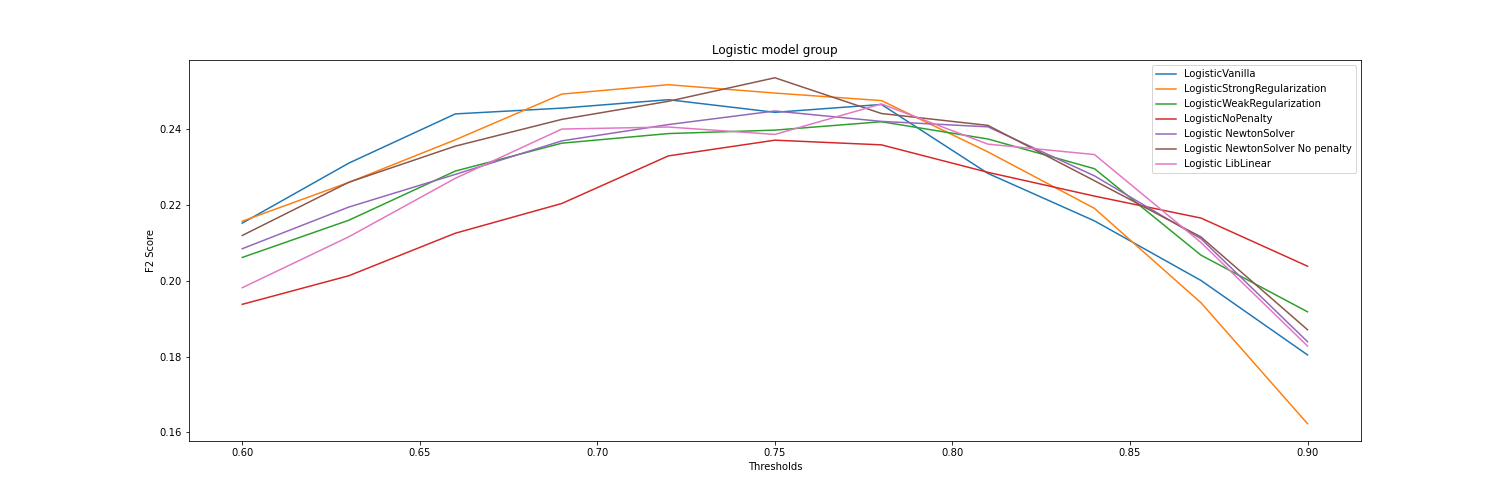 Logistic model group
LogisticVanilla
LogisticStrongRegularization
LogisticWeakRegularization
LogisticNoPenalty
Logistic NewtonSolver
Logistic NewtonSolver No penalty
Logistic LibLinear
F2 Score
0.24
0.22
0.20
0.18
0.16
0.60 0.65 0.70 0.75 0.80 0.85 0.90
Thresholds